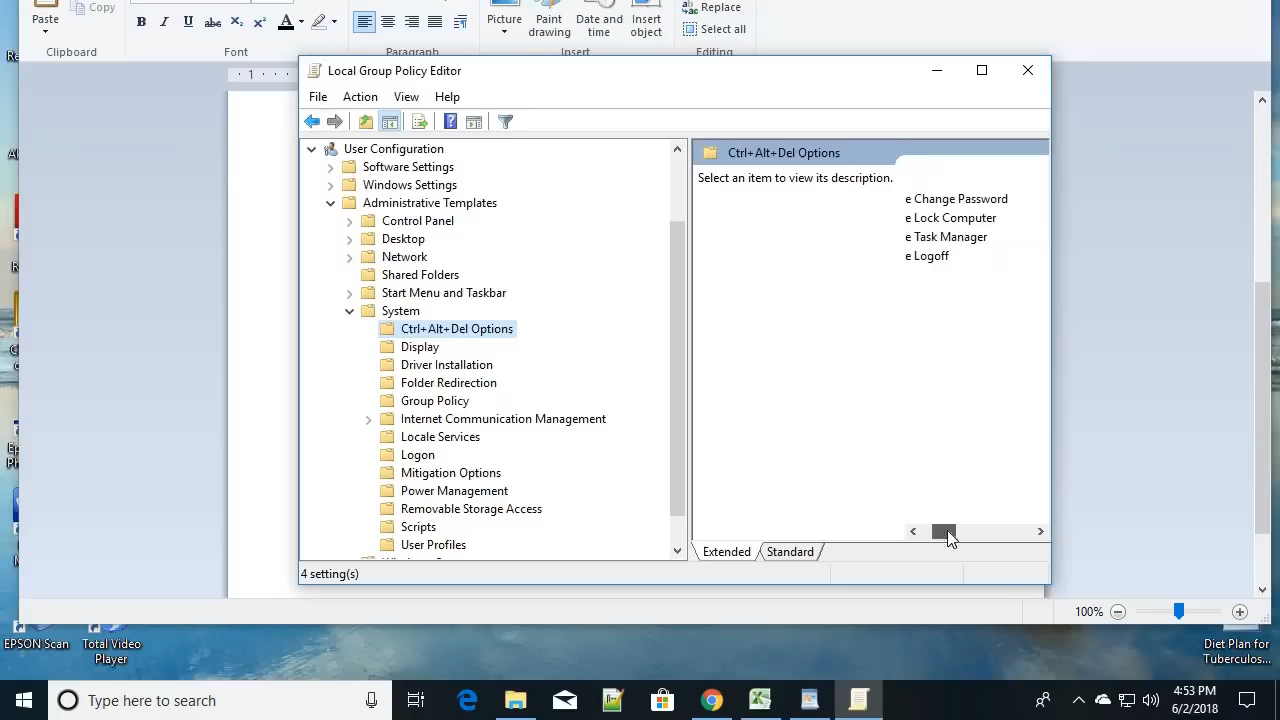 Copy
Replace
Paste
Picture
Paint
drawing
Date and
time
Insert
object
Select all
Clipboard
Font
Paragraph
Insert
Editing
1
Local Group Policy Editor
File Action View Help
User Configuration
Software Settings
Windows Settings
Administrative Templates
Control Panel
Desktop
Network
Shared Folders
Start Menu and Taskbar
System
Ctrl+Alt+Del Options
Display
Driver Installation
Folder Redirection
Group Policy
Internet Communication Management
Locale Services
Logon
Mitigation Options
Power Management
Removable Storage Access
Scripts
User Profiles
Ctrl+Alt+Del Options
Select an item to view its description.
e Change Password
e Lock Computer
e Task Manager
e Logoff
Extended Standard
4 setting(s)
100%
EPSON Scan
Total Video
Player
Diet Plan for
Tuberculos...
Type here to search
4:53 PM
6/2/2018